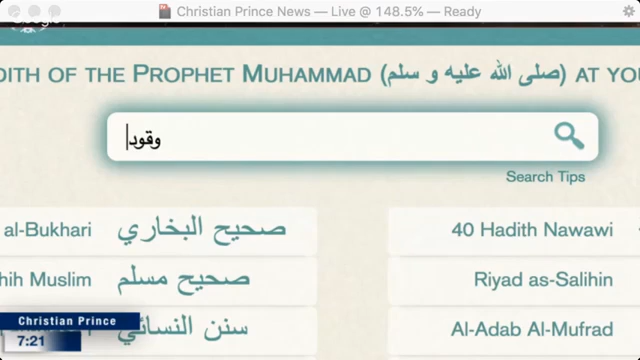 Christian Prince News — Live @ 148.5% — Ready
DITH OF THE PROPHET MUHAMMAD (صلى الله عليه و سلم) AT YOU
وقود
Search Tips
al-Bukhari صحيح البخاري
40 Hadith Nawawi
hih Muslim صحيح مسلم
Riyad as-Salihin
سنن النسائي
Al-Adab Al-Mufrad
Christian Prince
7:21